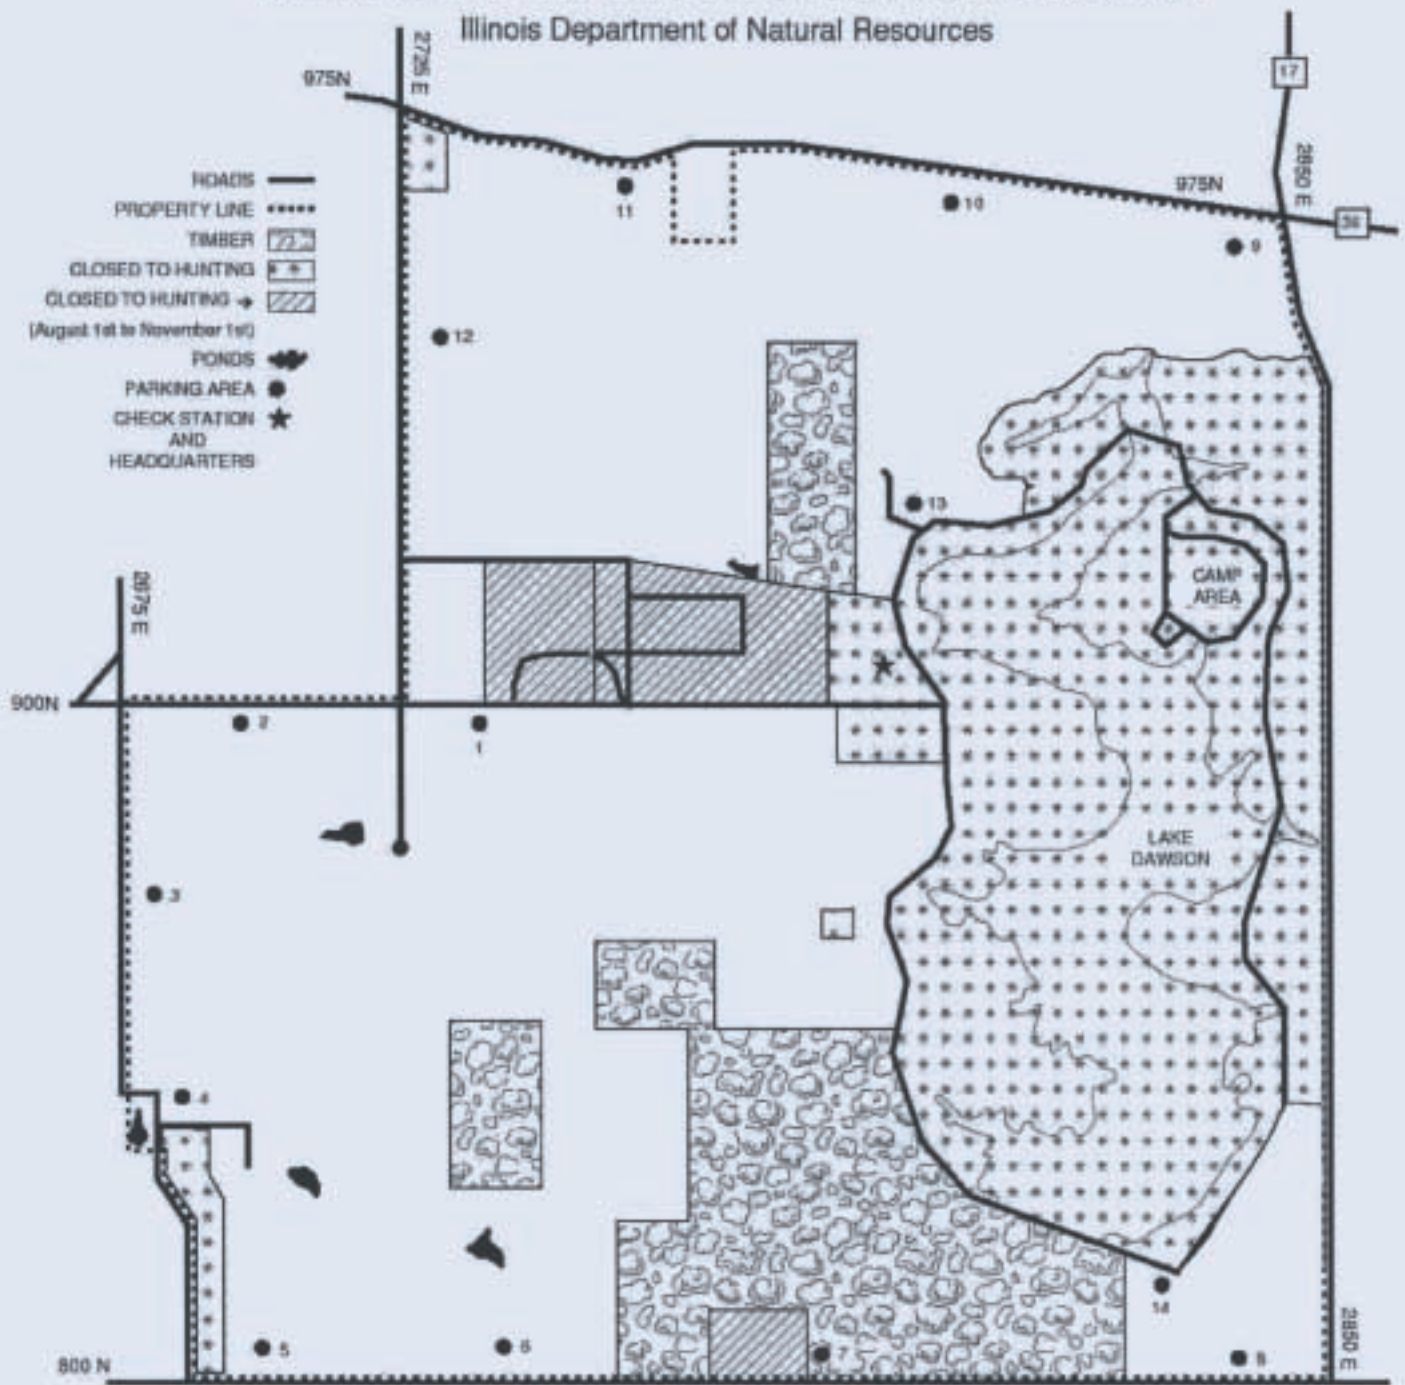 Illinois Department of Natural Resources
17
2725 E
975N
2850 E
ROADS
975N
PROPERTY LINE
11
10
36
TIMBER
9
CLOSED TO HUNTING
CLOSED TO HUNTING
(August 1st to November 1st)
12
PONDS
PARKING AREA
CHECK STATION
AND
HEADQUARTERS
13
2675 E
CAMP
AREA
900N
2
1
LAKE
DAWSON
3
4
14
2850 E
5
6
7
8
800 N